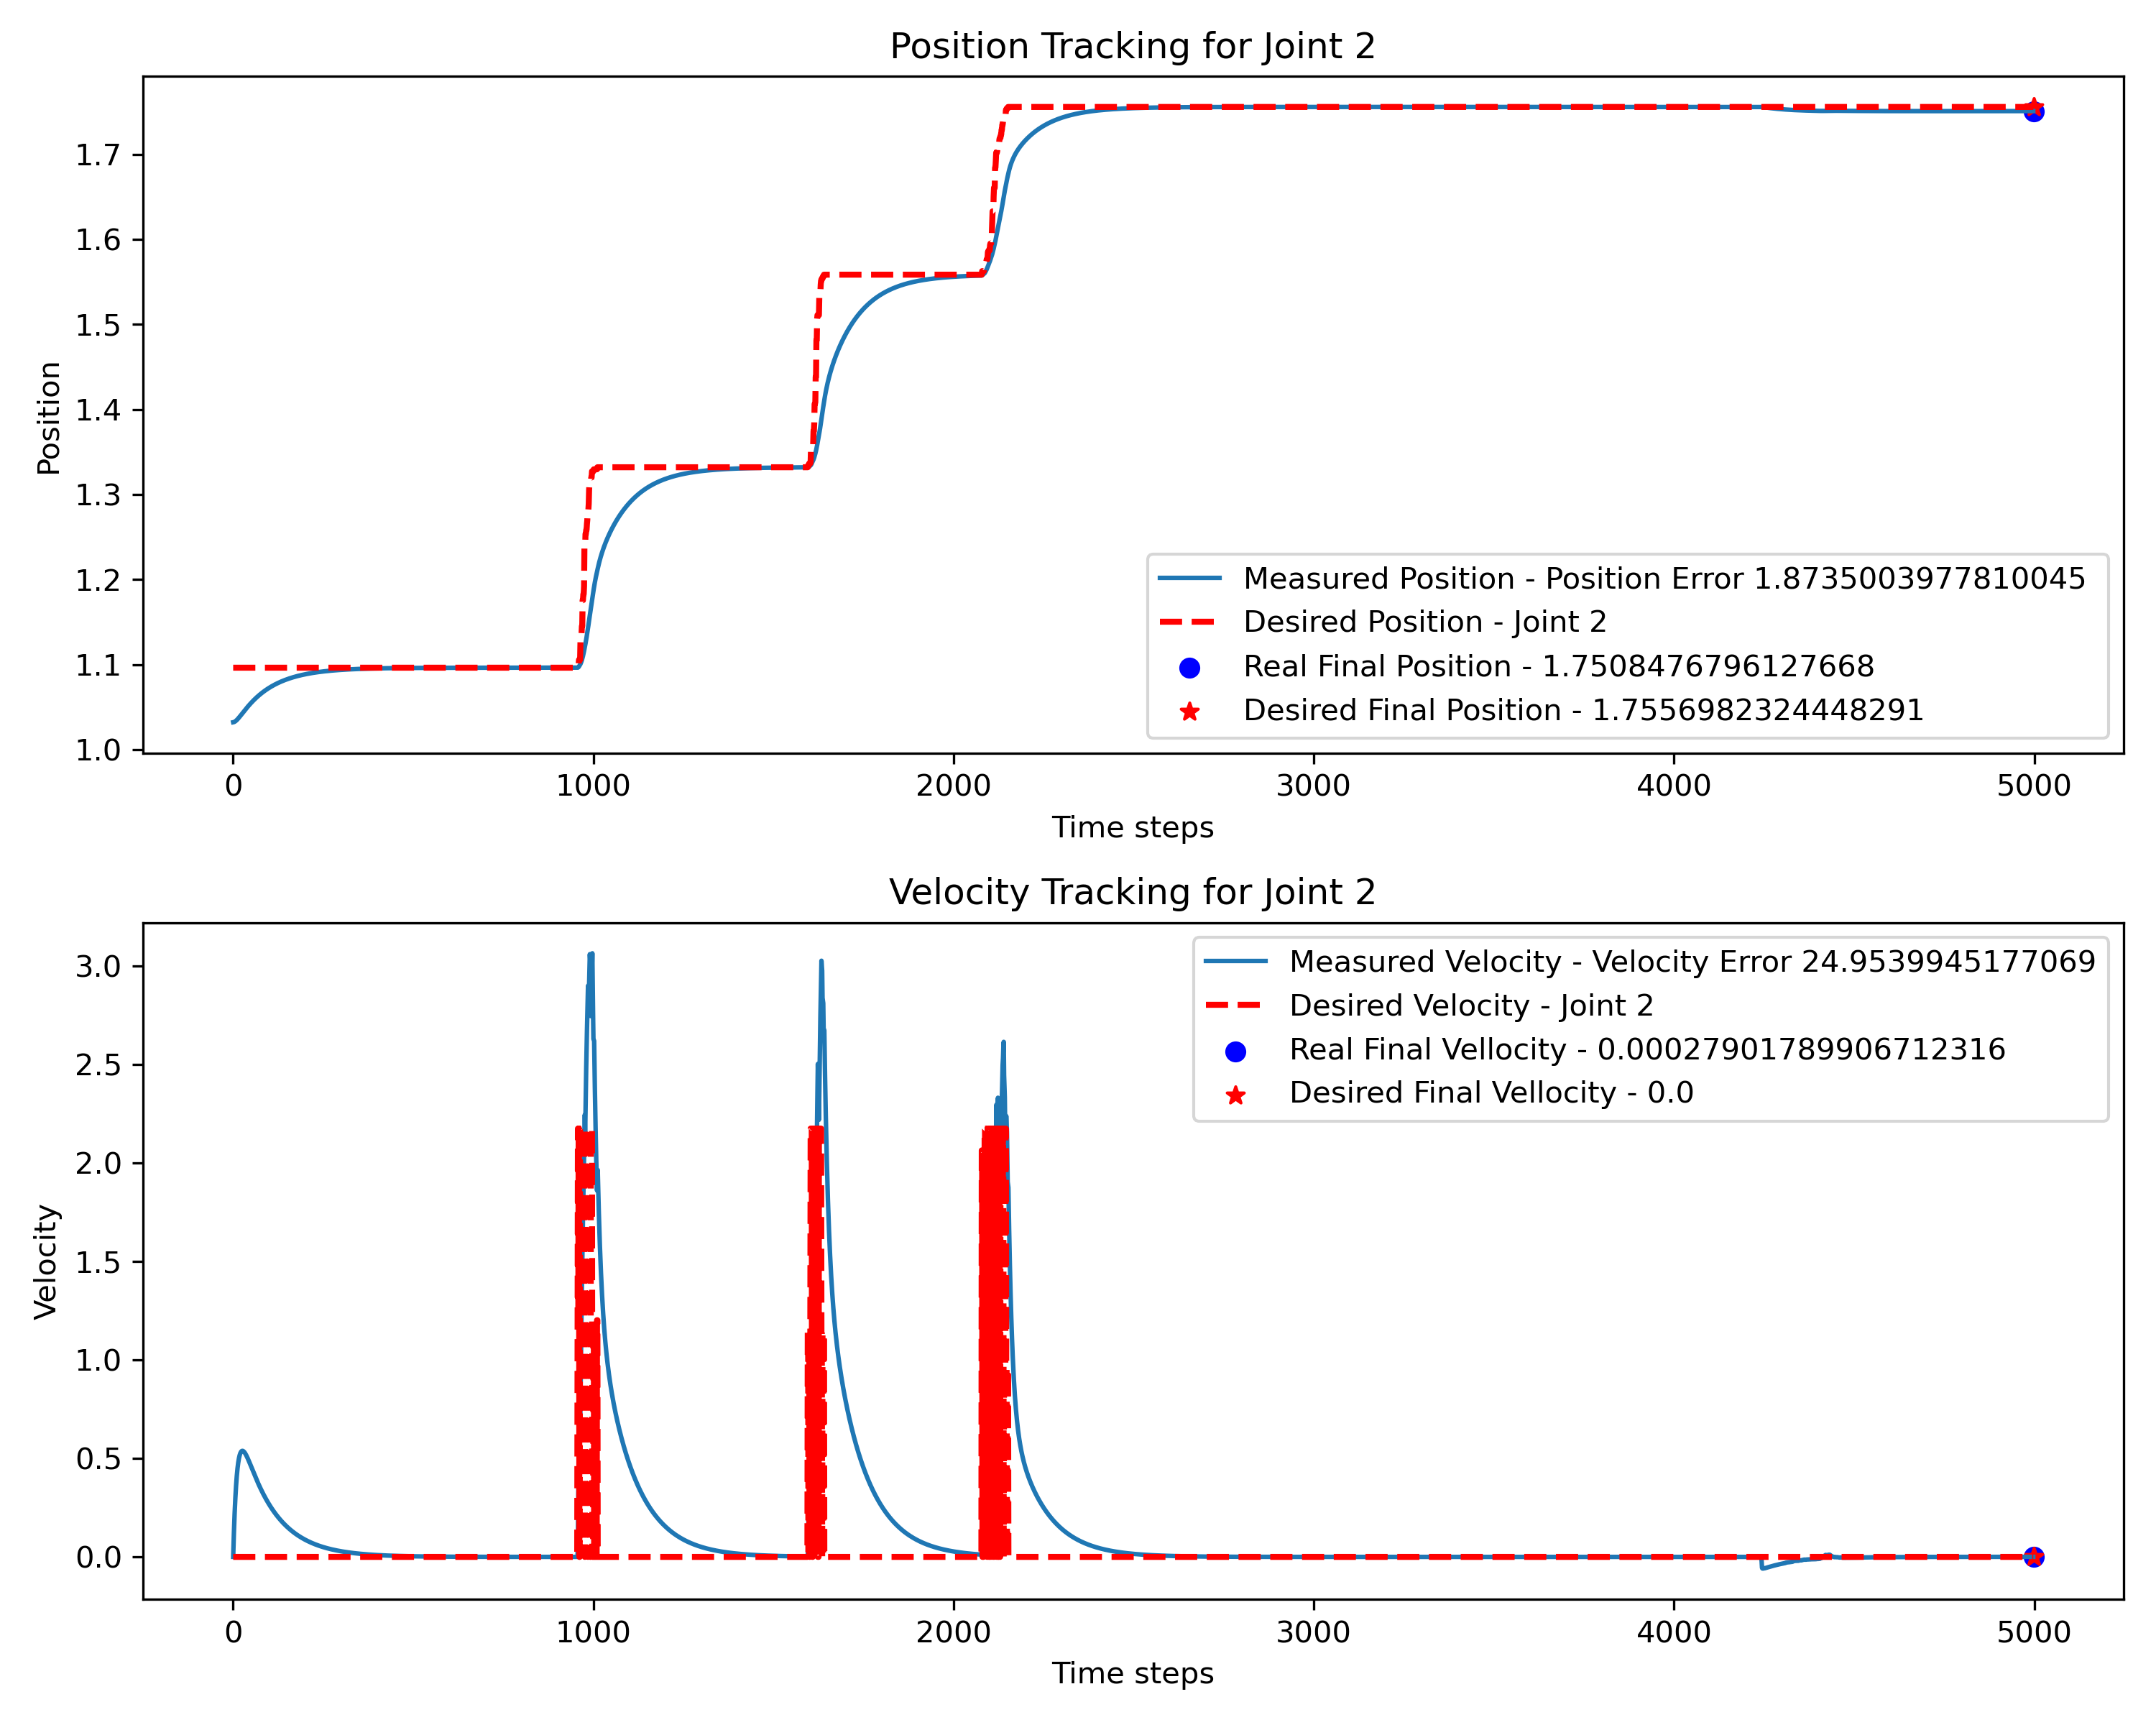 Position Tracking for Joint 2
1.7
1.6
1.5
1.4
1.3
1.2
1.1
1.0
Position
Measured Position - Position Error 1.8735003977810045
Desired Position - Joint 2
Real Final Position - 1.7508476796127668
Desired Final Position - 1.7556982324448291
0 1000 2000 3000 4000 5000
Time steps
Velocity Tracking for Joint 2
3.0
2.5
2.0
1.5
1.0
0.5
0.0
Velocity
Measured Velocity - Velocity Error 24.9539945177069
Desired Velocity - Joint 2
Real Final Vellocity - 0.00027901789906712316
Desired Final Vellocity - 0.0
0 1000 2000 3000 4000 5000
Time steps